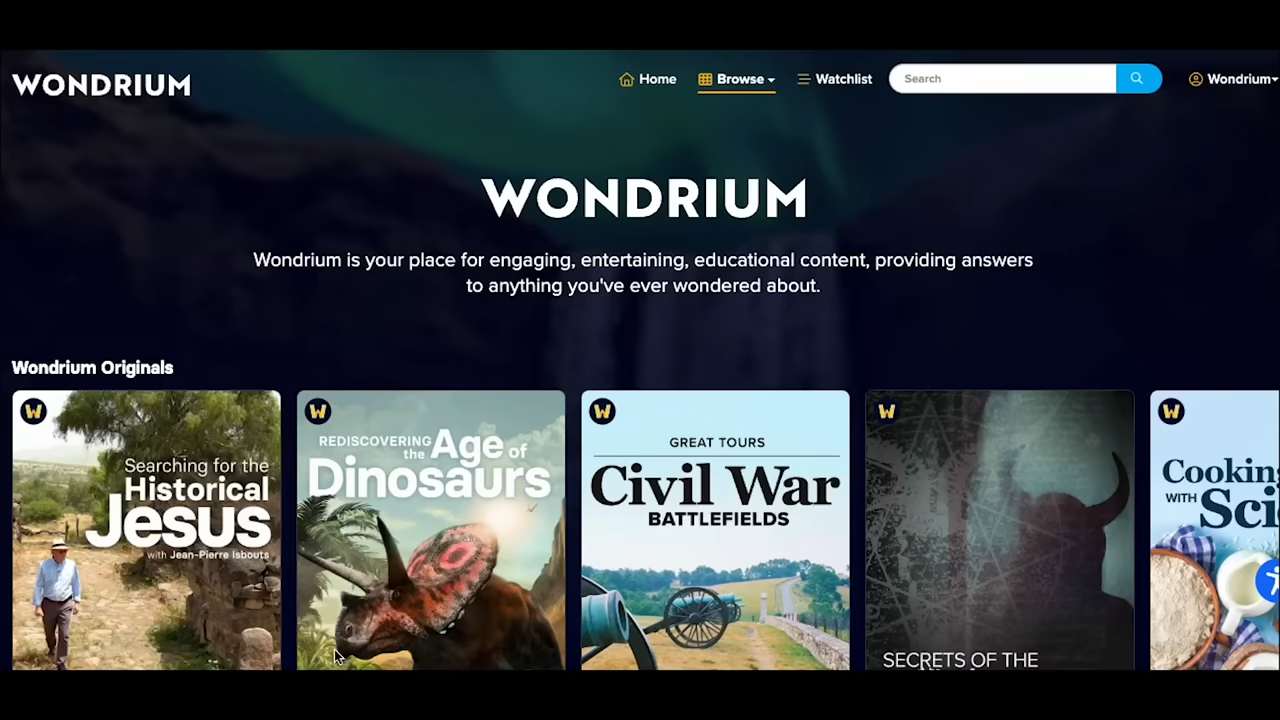 WONDRIUM
Home
Browse
Watchlist
Search
Wondrium
WONDRIUM
Wondrium is your place for engaging, entertaining, educational content, providing answers
to anything you've ever wondered about.
Wondrium Originals
W
Searching for the
Historical
Jesus
with Jean-Pierre Isbouts
W
REDISCOVERING
the Age of
Dinosaurs
W
GREAT TOURS
Civil War
BATTLEFIELDS
W
SECRETS OF THE
W
Cooking
WITH Sci